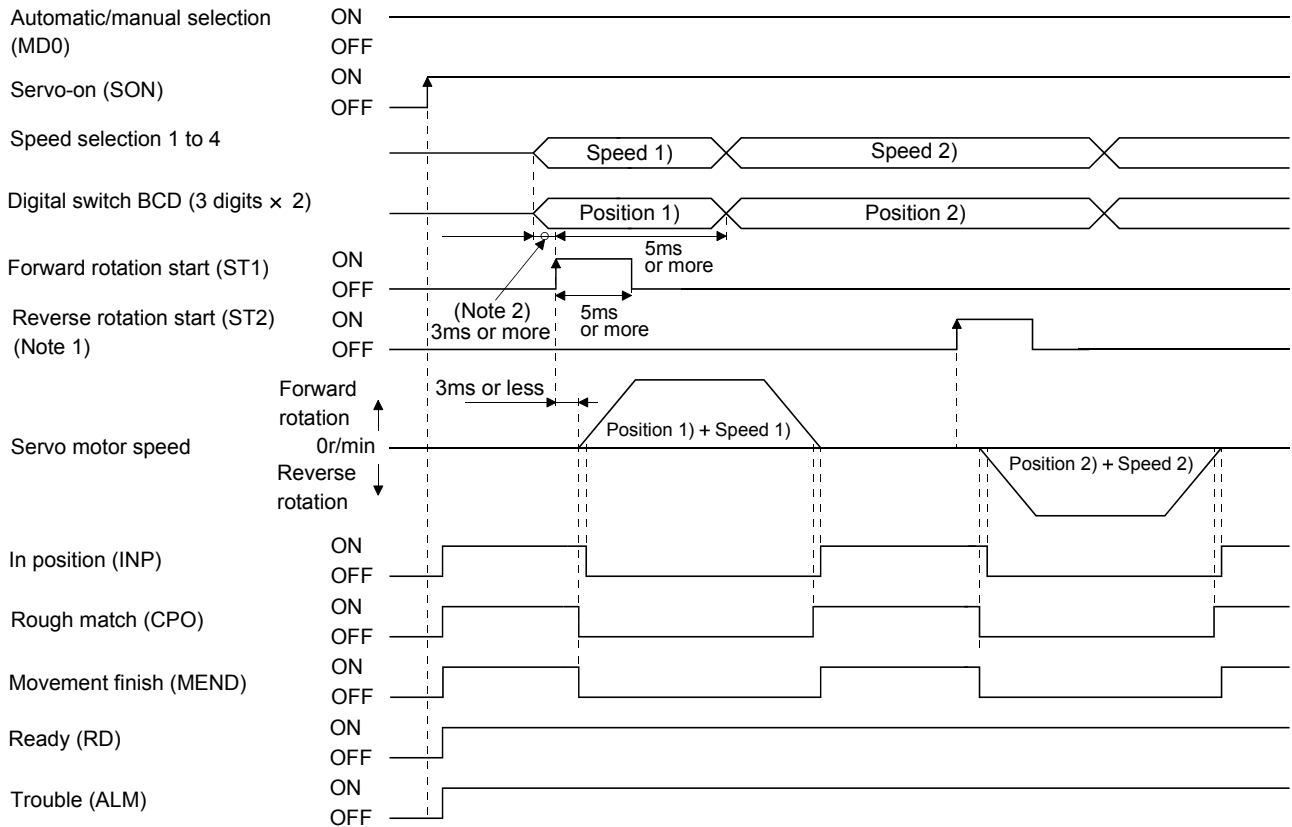 Automatic/manual selection
(MD0)
ON
OFF
Servo-on (SON)
ON
OFF
Speed selection 1 to 4
Speed 1)
Speed 2)
Digital switch BCD (3 digits × 2)
Position 1)
Position 2)
5ms
or more
Forward rotation start (ST1)
ON
OFF
(Note 2)
3ms or more
5ms
or more
Reverse rotation start (ST2)
(Note 1)
ON
OFF
3ms or less
Servo motor speed
Forward
rotation
0r/min
Reverse
rotation
Position 1) + Speed 1)
Position 2) + Speed 2)
In position (INP)
ON
OFF
Rough match (CPO)
ON
OFF
Movement finish (MEND)
ON
OFF
Ready (RD)
ON
OFF
Trouble (ALM)
ON
OFF